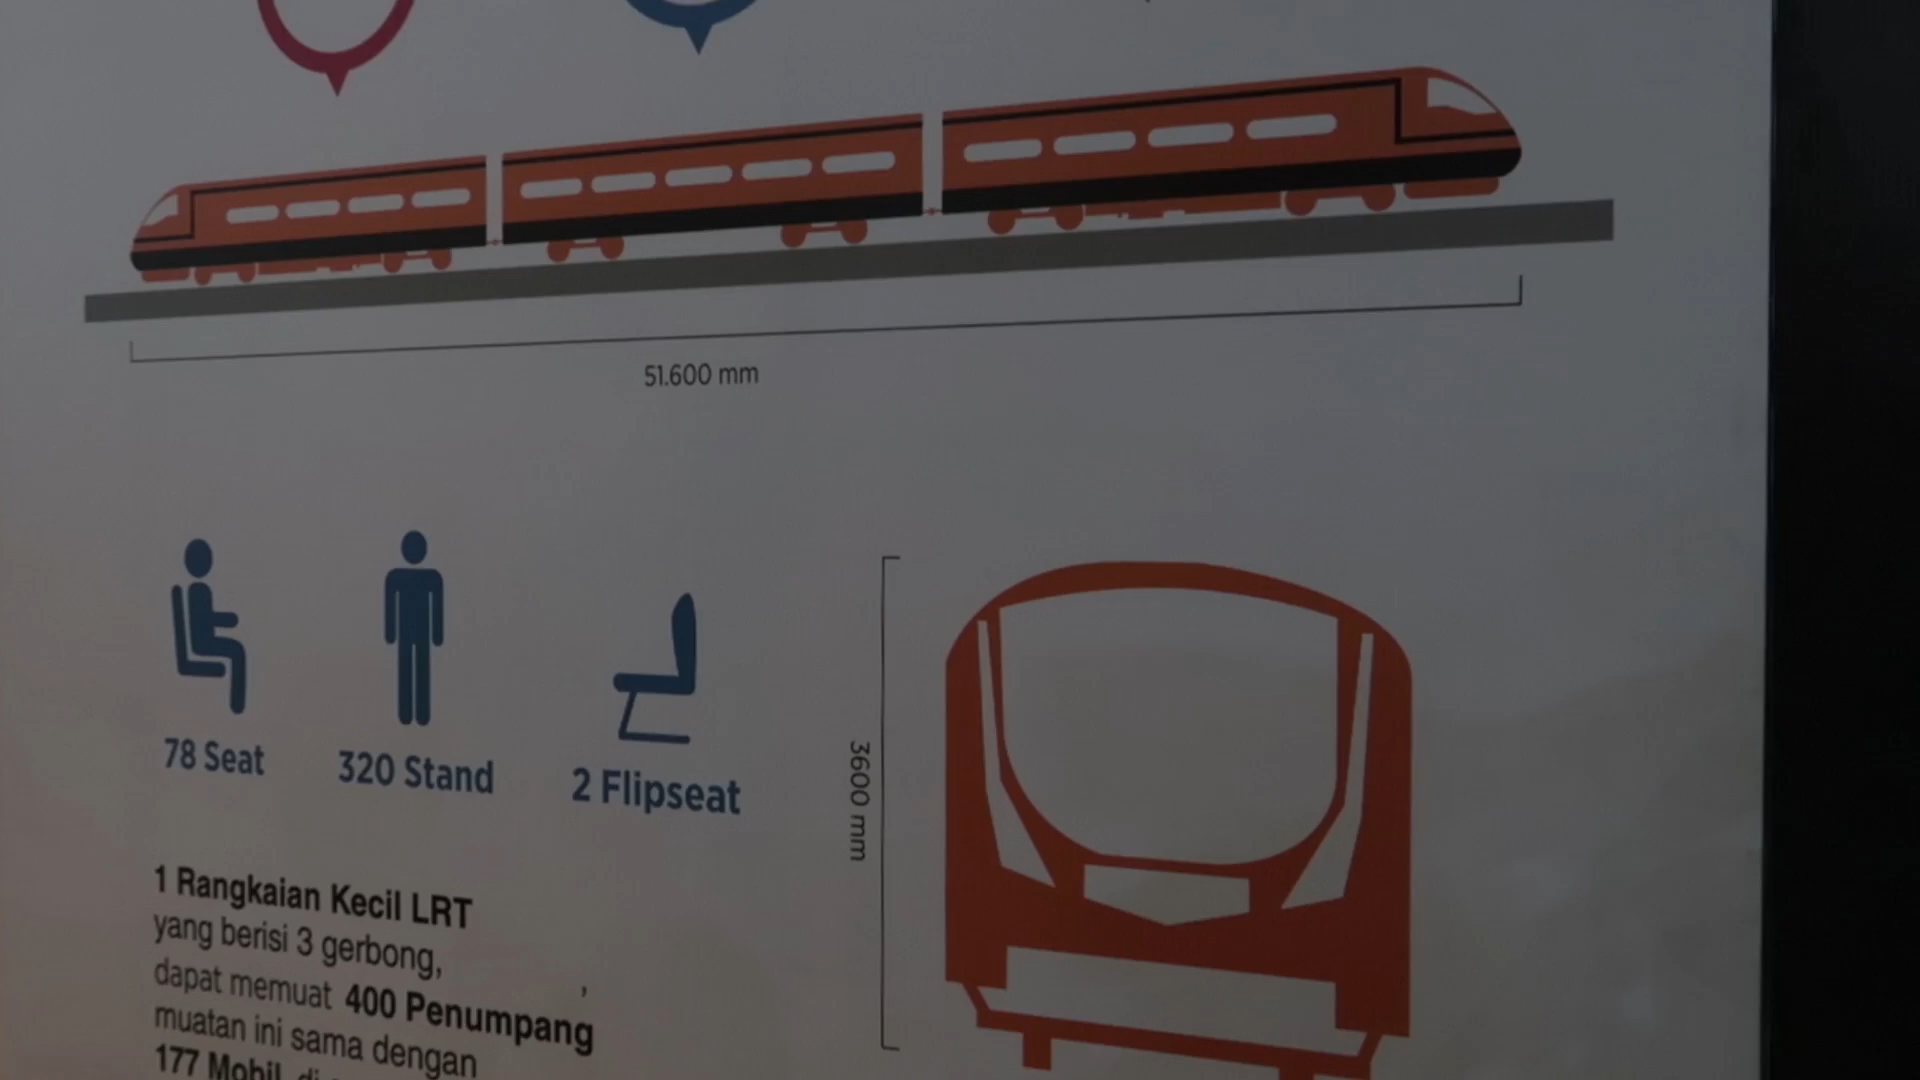 51.600 mm
78 Seat
320 Stand
2 Flipseat
3600 mm
1 Rangkaian Kecil LRT
yang berisi 3 gerbong,
dapat memuat 400 Penumpang,
muatan ini sama dengan
177 Mobil